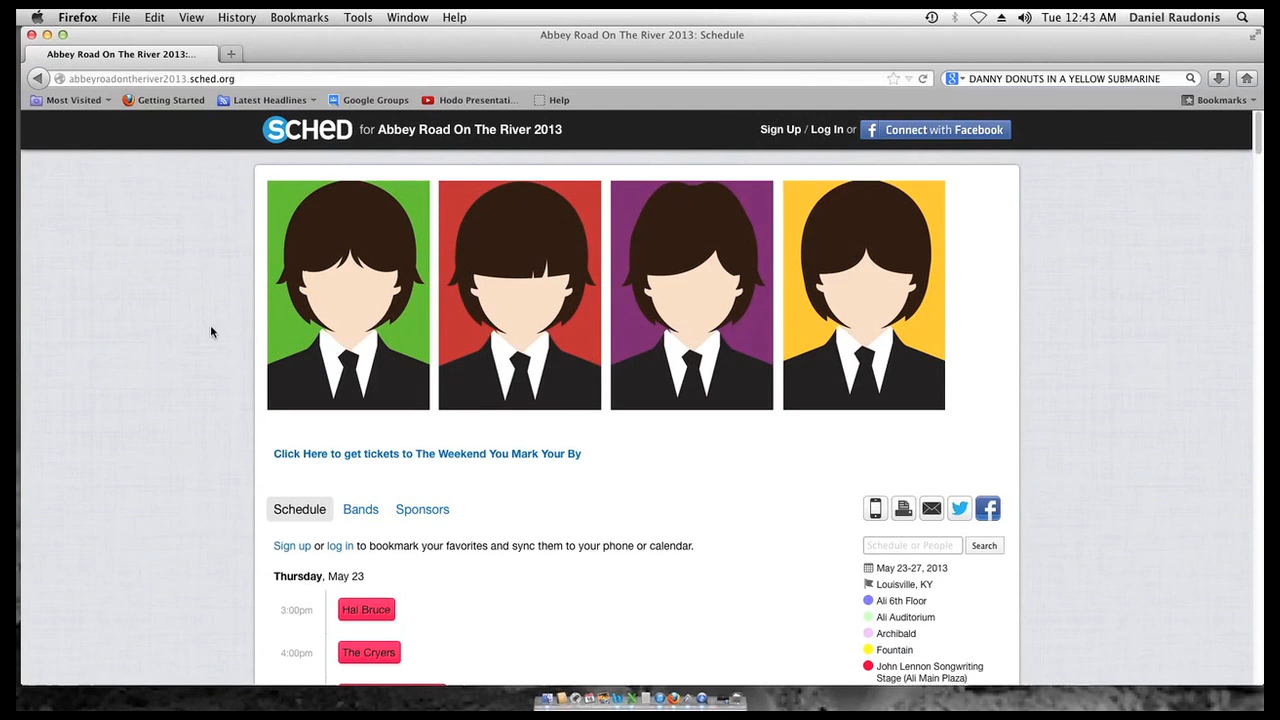 Firefox File Edit View History Bookmarks Tools Window Help Tue 12:43 AM Daniel Raudonis
Abbey Road On The River 2013: Schedule
Abbey Road On The River 2013:...
abbeyroadontheriver2013.sched.org DANNY DONUTS IN A YELLOW SUBMARINE
Most Visited Getting Started Latest Headlines Google Groups Hodo Presentati... Help Bookmarks
SCHED for Abbey Road On The River 2013 Sign Up / Log In or Connect with Facebook
Click Here to get tickets to The Weekend You Mark Your By
Schedule Bands Sponsors
Sign up or log in to bookmark your favorites and sync them to your phone or calendar.
Schedule or People Search
Thursday, May 23
3:00pm Hal Bruce
4:00pm The Cryers
May 23-27, 2013
Louisville, KY
Ali 6th Floor
Ali Auditorium
Archibald
Fountain
John Lennon Songwriting
Stage (Ali Main Plaza)